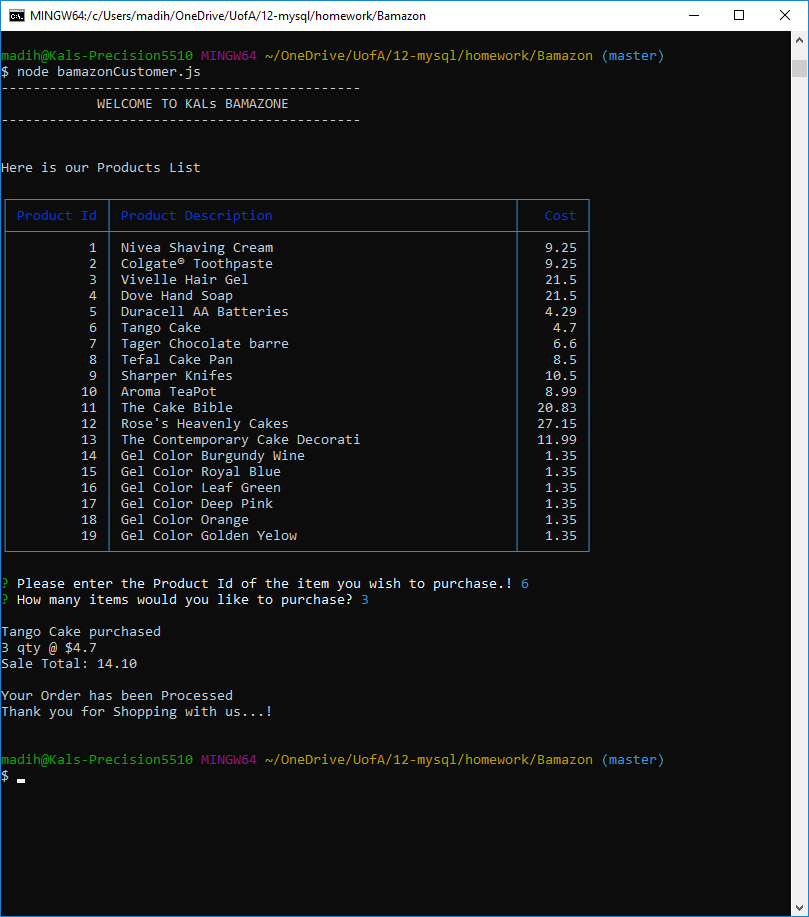 MINGW64:/c/Users/madih/OneDrive/UofA/12-mysql/homework/Bamazon
madih@Kals-Precision5510 MINGW64 ~/OneDrive/UofA/12-mysql/homework/Bamazon (master)
$ node bamazonCustomer.js
---------------------------------------------
WELCOME TO KALs BAMAZONE
---------------------------------------------
Here is our Products List
Product Id Product Description Cost
1 Nivea Shaving Cream 9.25
2 Colgate® Toothpaste 9.25
3 Vivelle Hair Gel 21.5
4 Dove Hand Soap 21.5
5 Duracell AA Batteries 4.29
6 Tango Cake 4.7
7 Tager Chocolate barre 6.6
8 Tefal Cake Pan 8.5
9 Sharper Knifes 10.5
10 Aroma TeaPot 8.99
11 The Cake Bible 20.83
12 Rose's Heavenly Cakes 27.15
13 The Contemporary Cake Decorati 11.99
14 Gel Color Burgundy Wine 1.35
15 Gel Color Royal Blue 1.35
16 Gel Color Leaf Green 1.35
17 Gel Color Deep Pink 1.35
18 Gel Color Orange 1.35
19 Gel Color Golden Yelow 1.35
? Please enter the Product Id of the item you wish to purchase.! 6
? How many items would you like to purchase? 3
Tango Cake purchased
3 qty @ $4.7
Sale Total: 14.10
Your Order has been Processed
Thank you for Shopping with us...!
madih@Kals-Precision5510 MINGW64 ~/OneDrive/UofA/12-mysql/homework/Bamazon (master)
$